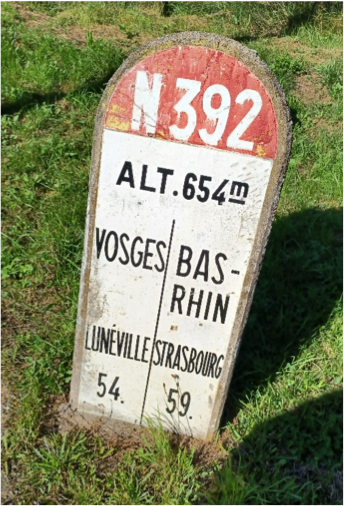 N 392
ALT. 654m
VOSGES
BAS-
RHIN
LUNÉVILLE
54.
STRASBOURG
59.